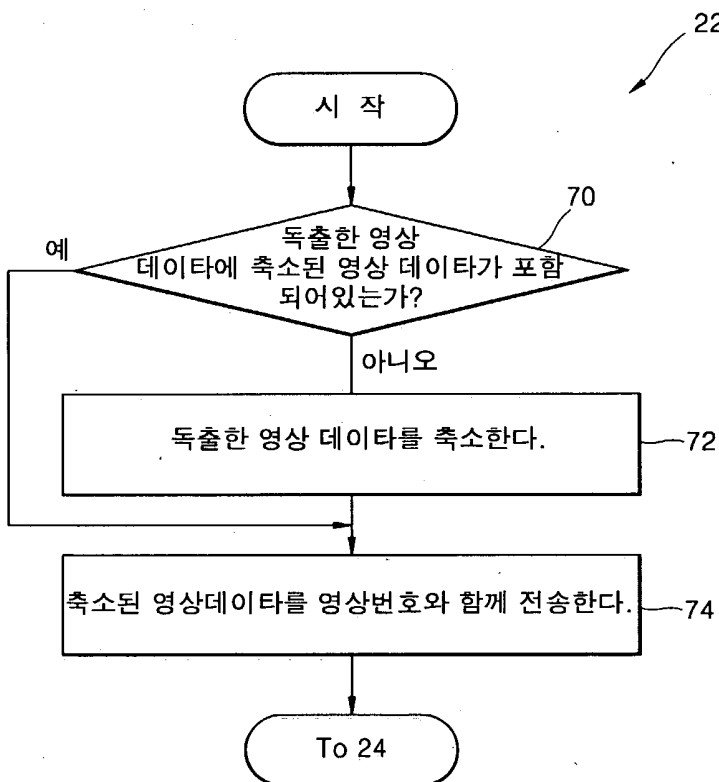 22
시 작
70
독출한 영상
예
데이타에 축소된 영상 데이타가 포함
되어있는가?
아니오
독출한 영상 데이타를 축소한다.
72
축소된 영상데이타를 영상번호와 함께 전송한다.
74
To 24